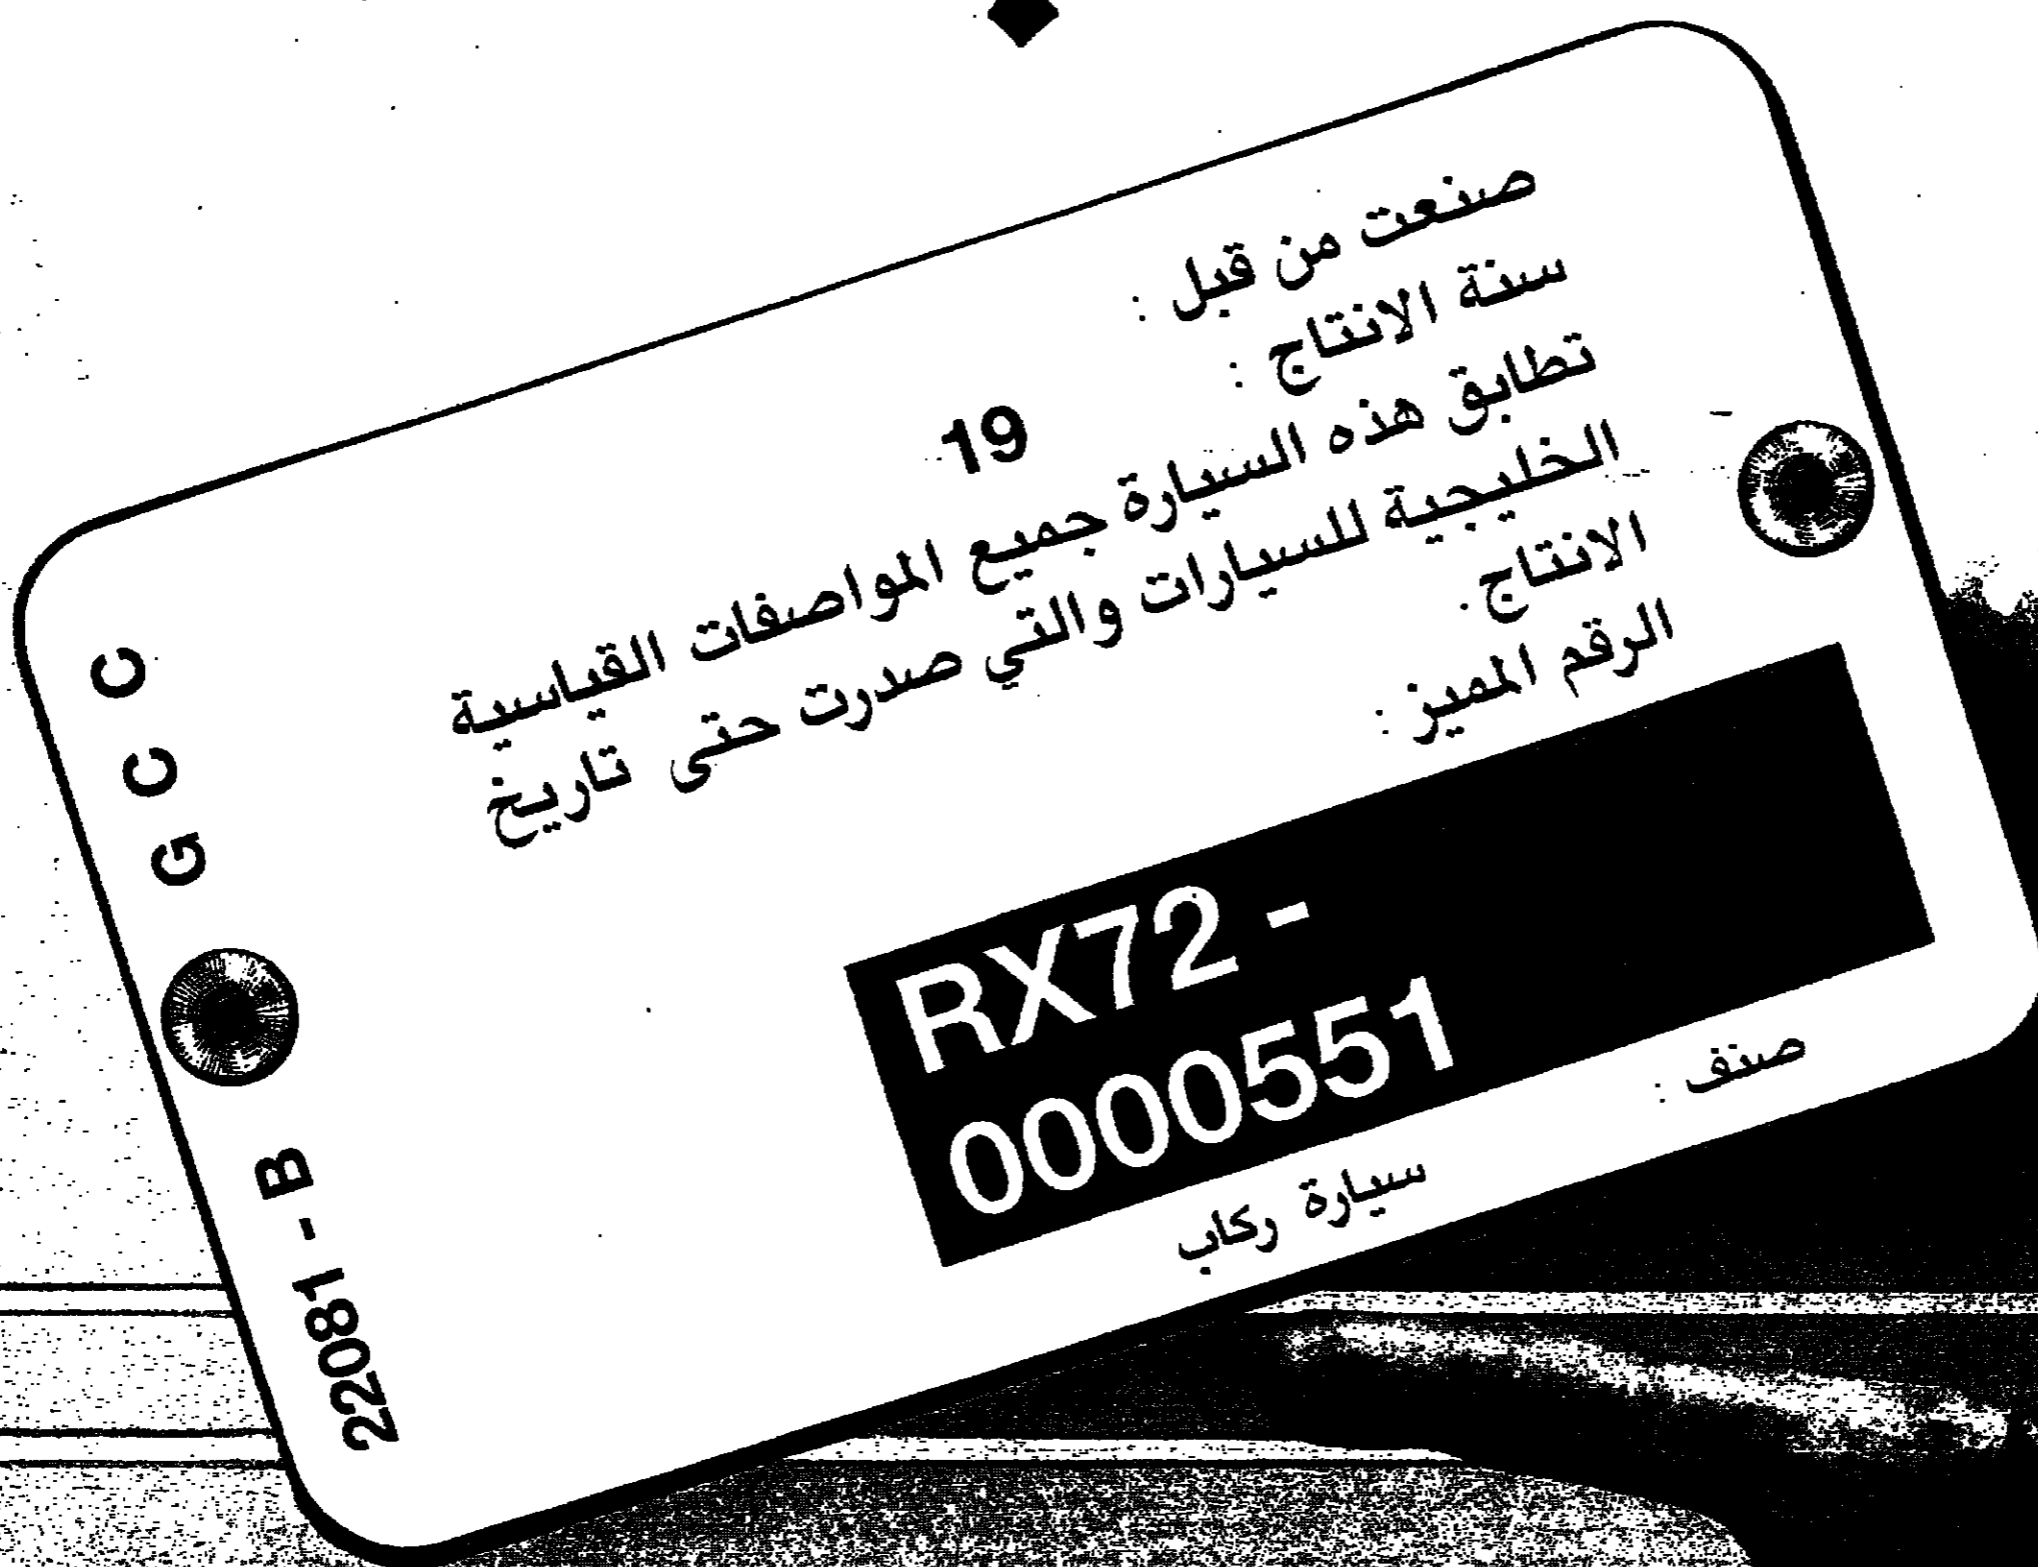 صنعت من قبل :
سنة الانتاج : 19
تطابق هذه السيارة جميع المواصفات القياسية
الخليجية للسيارات والتي صدرت حتى تاريخ
الانتاج.
الرقم المميز :
RX72 -
0000551
صنف : سيارة ركاب
22081 - B G C C